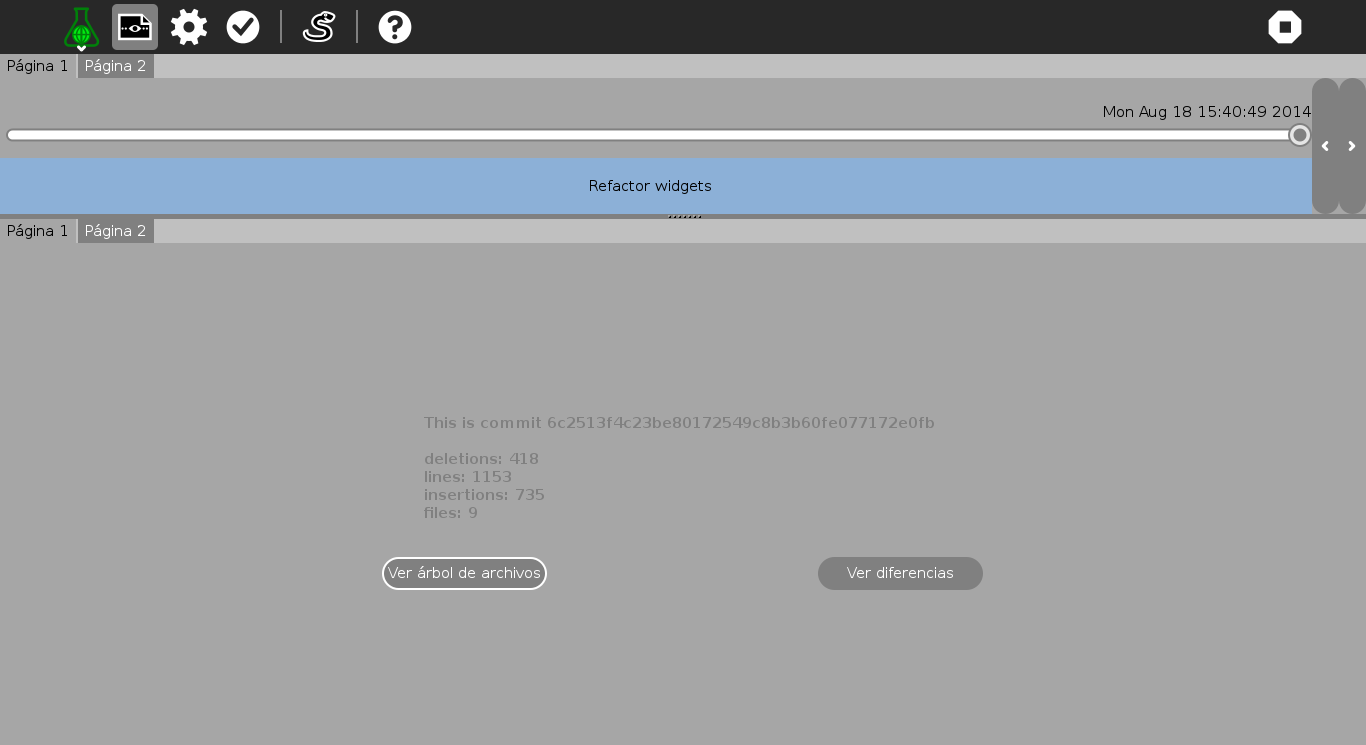 Página 1
Página 2
Mon Aug 18 15:40:49 2014
Refactor widgets
Página 1
Página 2
This is commit 6c2513f4c23be80172549c8b3b60fe077172e0fb
deletions: 418
lines: 1153
insertions: 735
files: 9
Ver árbol de archivos
Ver diferencias